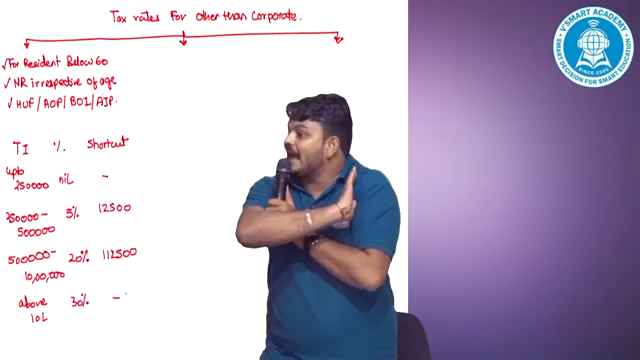 Tax rates For other than Corporate.
✓For Resident Below 60
✓ NR irrespective of age
✓ HUF/AOP/BOI/AJP.
TI % Shortcut
upto
250000 nil -
250000-
500000 5% 12500
500000-
10,00,000 20% 112500
above
10L 30% -
V'SMART ACADEMY
SINCE-2005
SMART DECISION FOR SMART EDUCATION